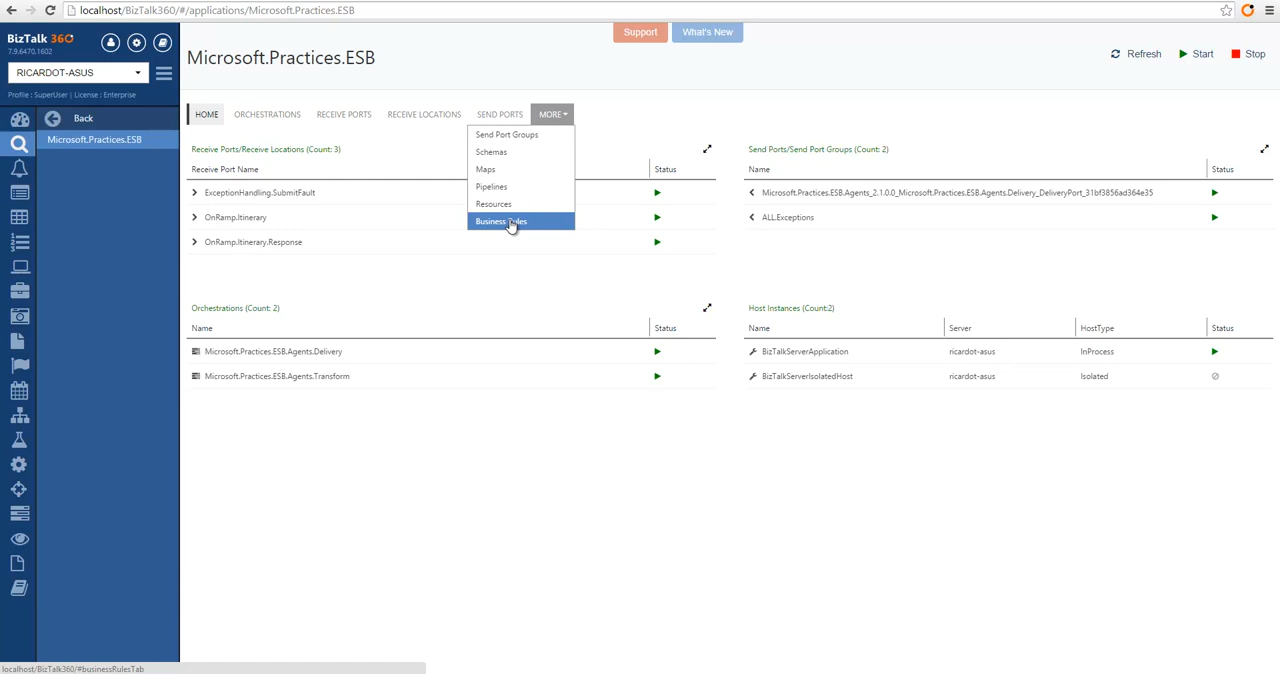 localhost/BizTalk360/#/applications/Microsoft.Practices.ESB
BizTalk 360
7.9.6470.1602
RICARDOT-ASUS
Profile : SuperUser | License : Enterprise
Back
Microsoft.Practices.ESB
Support
What's New
Microsoft.Practices.ESB
Refresh
Start
Stop
HOME
ORCHESTRATIONS
RECEIVE PORTS
RECEIVE LOCATIONS
SEND PORTS
MORE
Send Port Groups
Schemas
Maps
Pipelines
Resources
Business Rules
Receive Ports/Receive Locations (Count: 3)
Receive Port Name Status
ExceptionHandling.SubmitFault
OnRamp.Itinerary
OnRamp.Itinerary.Response
Send Ports/Send Port Groups (Count: 2)
Name Status
Microsoft.Practices.ESB.Agents_2.1.0.0_Microsoft.Practices.ESB.Agents.Delivery_DeliveryPort_31bf3856ad364e35
ALL.Exceptions
Orchestrations (Count: 2)
Name Status
Microsoft.Practices.ESB.Agents.Delivery
Microsoft.Practices.ESB.Agents.Transform
Host Instances (Count:2)
Name Server HostType Status
BizTalkServerApplication ricardot-asus InProcess
BizTalkServerIsolatedHost ricardot-asus Isolated
localhost/BizTalk360/#businessRulesTab